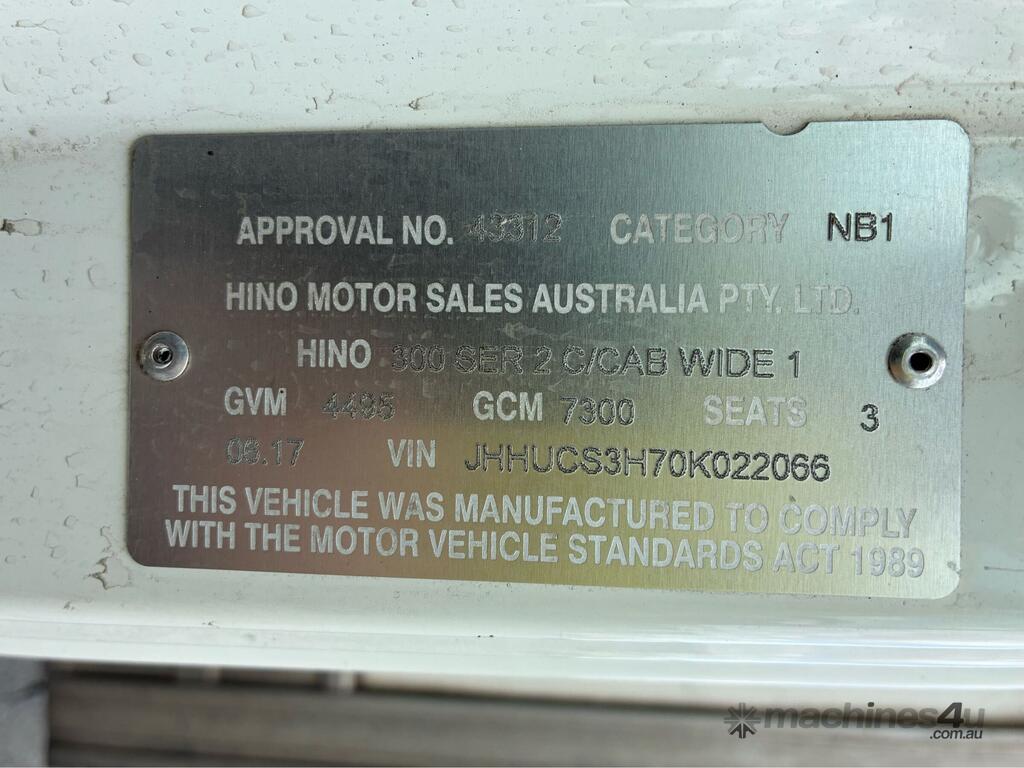 APPROVAL NO. 43312 CATEGORY NB1
HINO MOTOR SALES AUSTRALIA PTY. LTD.
HINO 300 SER 2 C/CAB WIDE 1
GVM 4495 GCM 7300 SEATS 3
06.17 VIN JHHUCS3H70K022066
THIS VEHICLE WAS MANUFACTURED TO COMPLY
WITH THE MOTOR VEHICLE STANDARDS ACT 1989
machines4u
.com.au